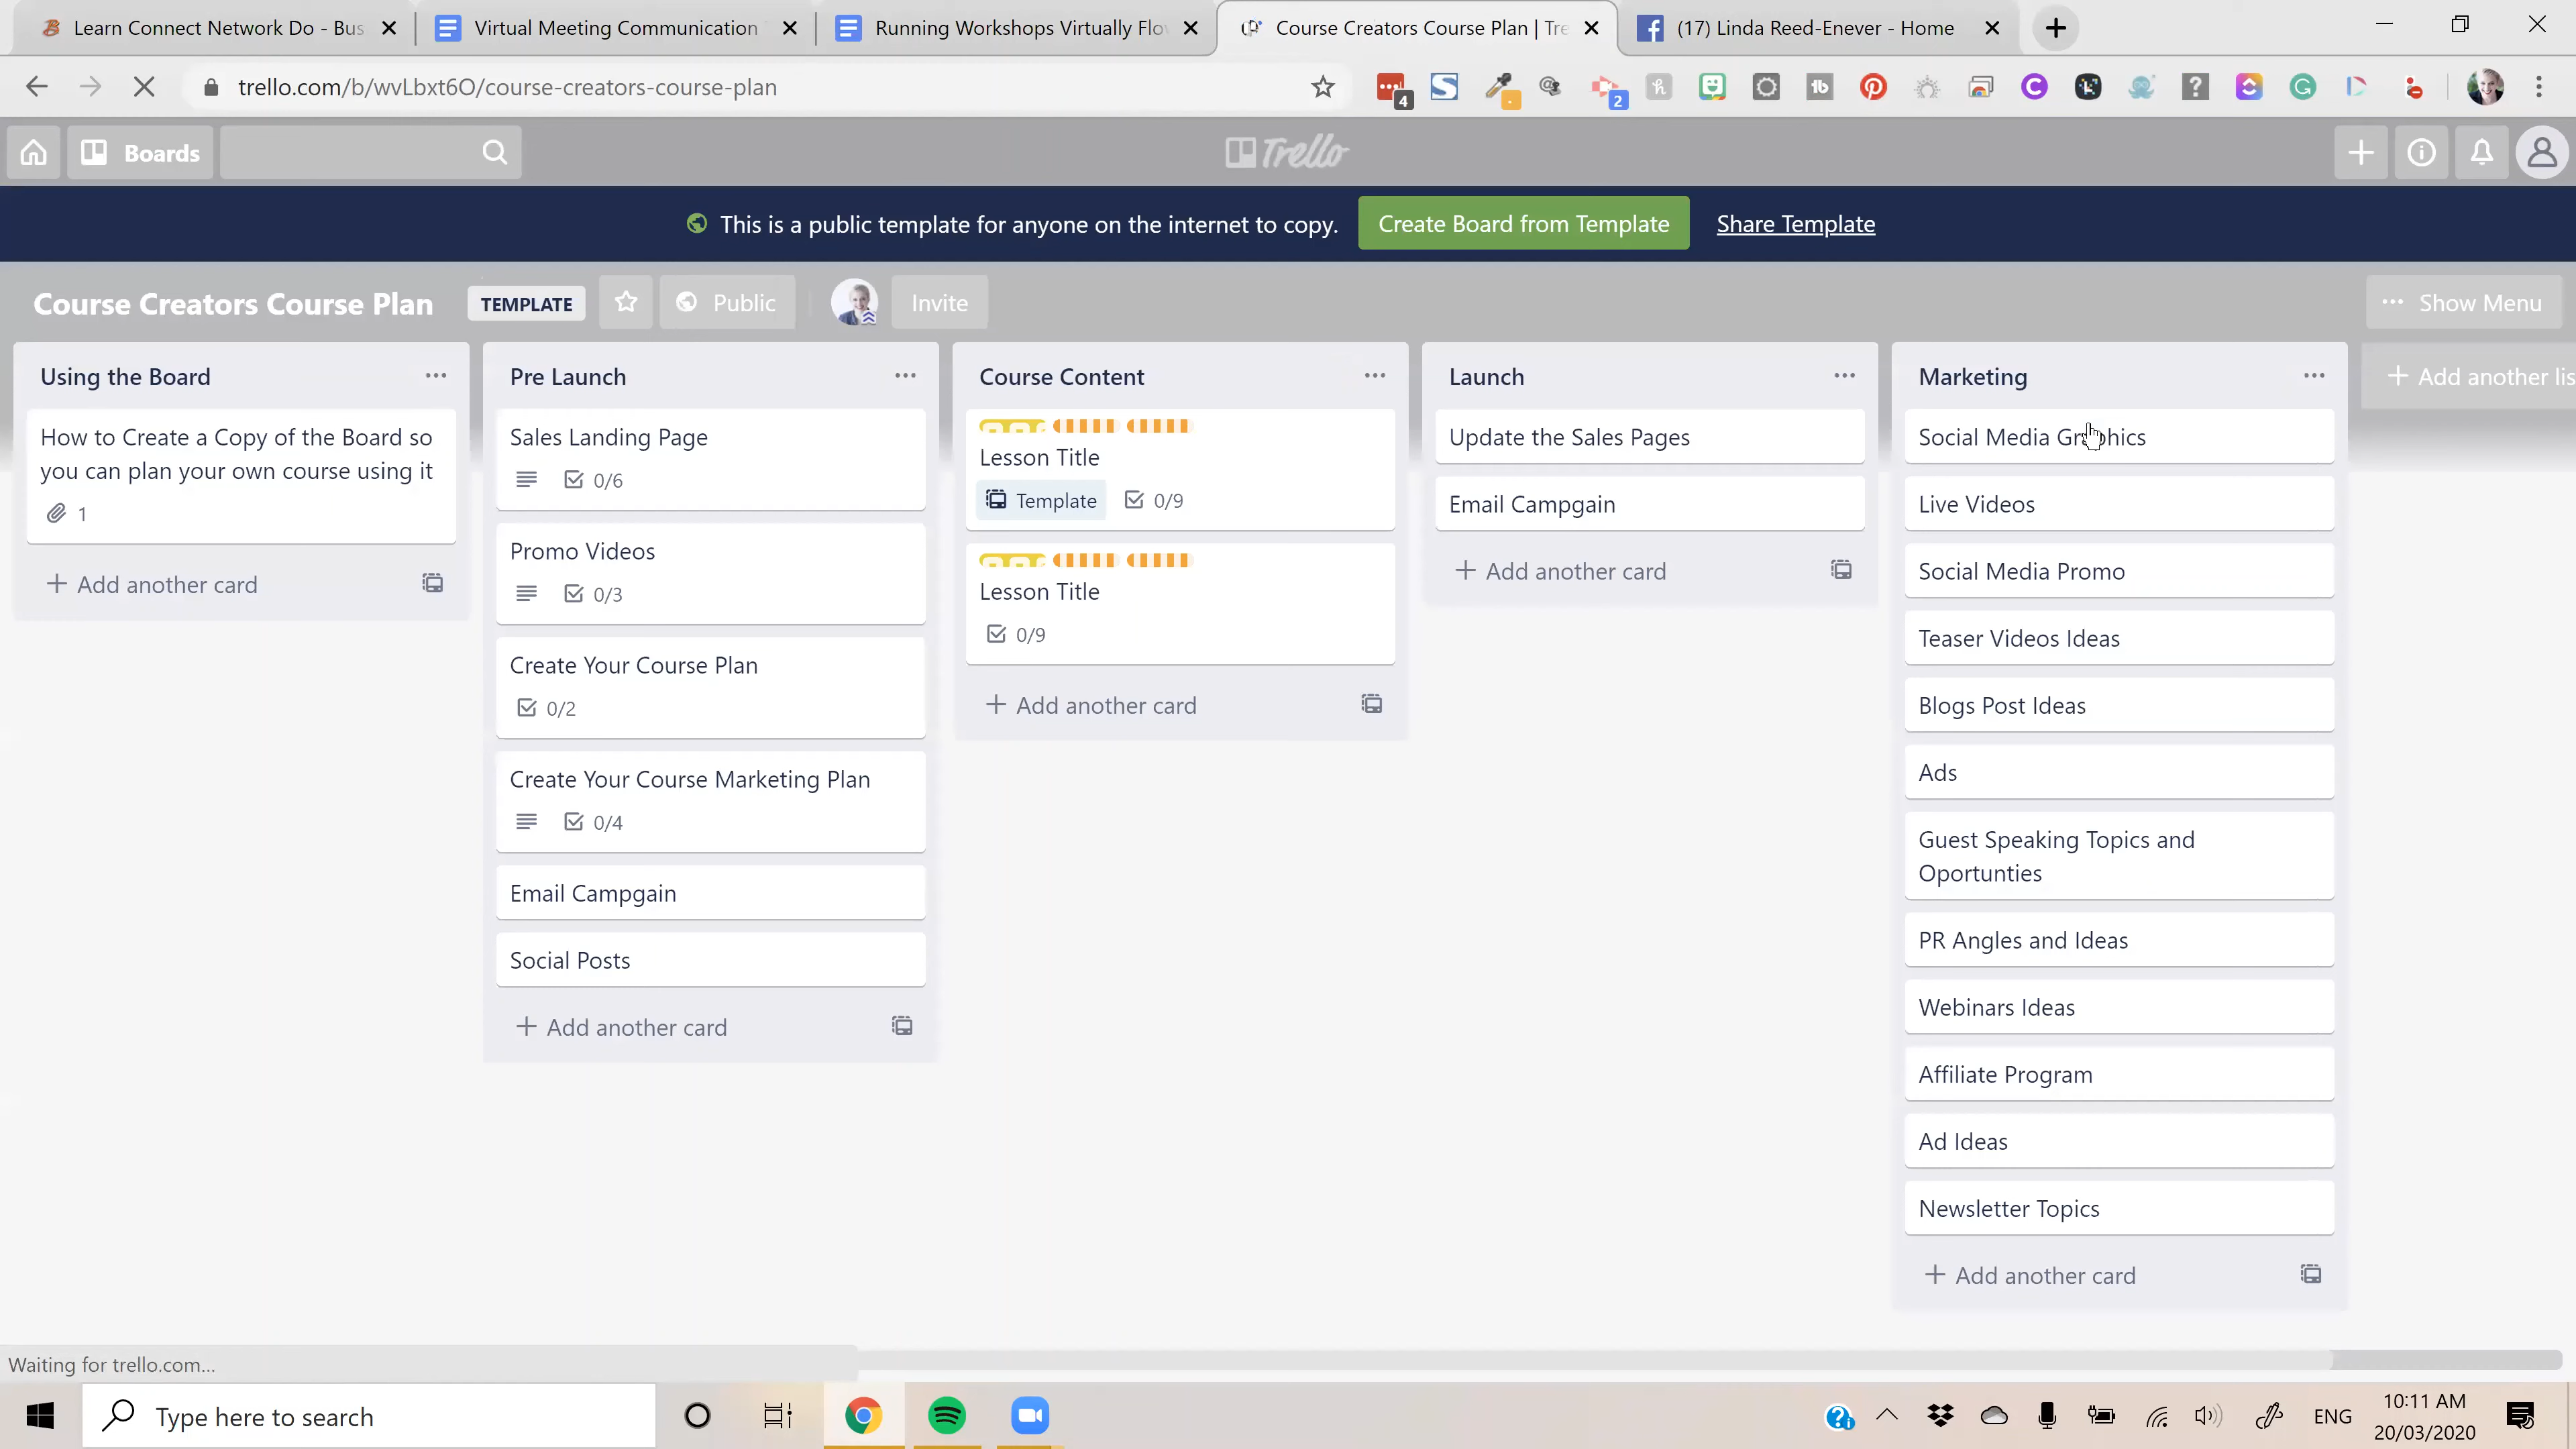 Learn Connect Network Do - Bus
Virtual Meeting Communication
Running Workshops Virtually Flo
Course Creators Course Plan | Tre
(17) Linda Reed-Enever - Home
trello.com/b/wvLbxt6O/course-creators-course-plan
4
2
Boards
Trello
This is a public template for anyone on the internet to copy.
Create Board from Template
Share Template
Course Creators Course Plan
TEMPLATE
Public
Invite
Show Menu
Using the Board
How to Create a Copy of the Board so
you can plan your own course using it
1
Add another card
Pre Launch
Sales Landing Page
0/6
Promo Videos
0/3
Create Your Course Plan
0/2
Create Your Course Marketing Plan
0/4
Email Campgain
Social Posts
Add another card
Course Content
Lesson Title
Template
0/9
Lesson Title
0/9
Add another card
Launch
Update the Sales Pages
Email Campgain
Add another card
Marketing
Social Media Graphics
Live Videos
Social Media Promo
Teaser Videos Ideas
Blogs Post Ideas
Ads
Guest Speaking Topics and
Oportunties
PR Angles and Ideas
Webinars Ideas
Affiliate Program
Ad Ideas
Newsletter Topics
Add another card
Add another lis
Waiting for trello.com...
Type here to search
ENG
10:11 AM
20/03/2020